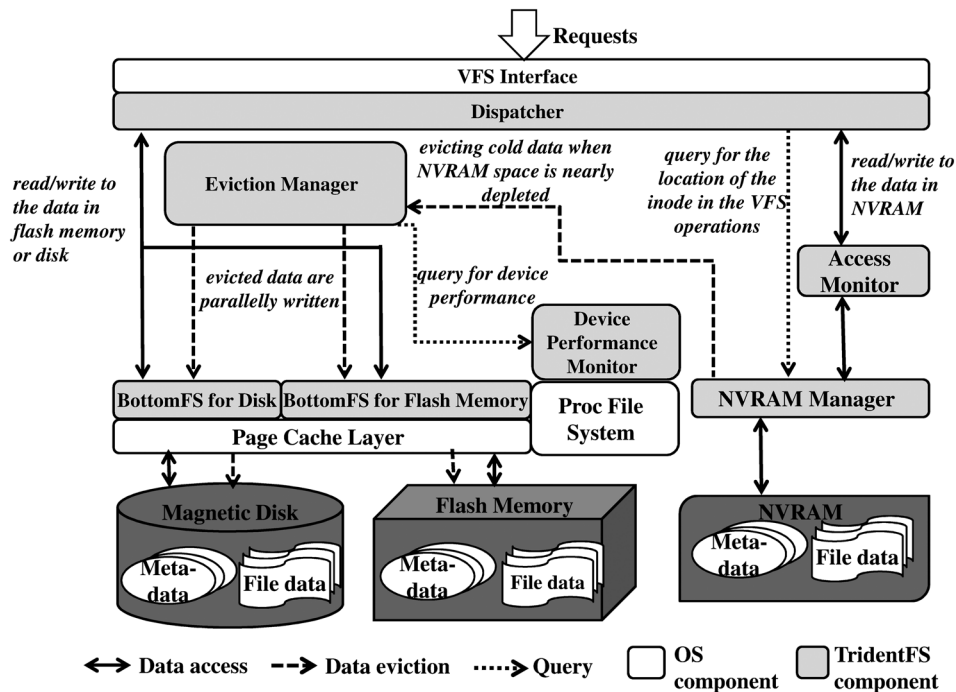 Requests
VFS Interface
Dispatcher
read/write to
the data in
flash memory
or disk
Eviction Manager
evicting cold data when
NVRAM space is nearly
depleted
query for the
location of the
inode in the VFS
operations
read/write to
the data in
NVRAM
evicted data are
parallelly written
query for device
performance
Access
Monitor
Device
Performance
Monitor
BottomFS for Disk
BottomFS for Flash Memory
Proc File
System
NVRAM Manager
Page Cache Layer
Magnetic Disk
Meta-
data
File data
Flash Memory
Meta-
data
File data
NVRAM
Meta-
data
File data
Data access
Data eviction
Query
OS
component
TridentFS
component